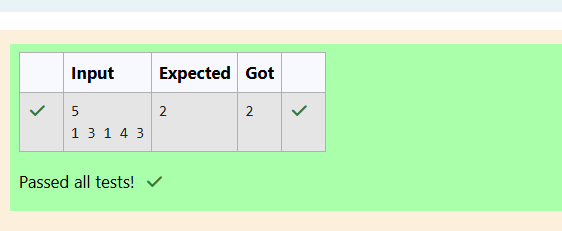 Input Expected Got
5 2 2
1 3 1 4 3
Passed all tests!